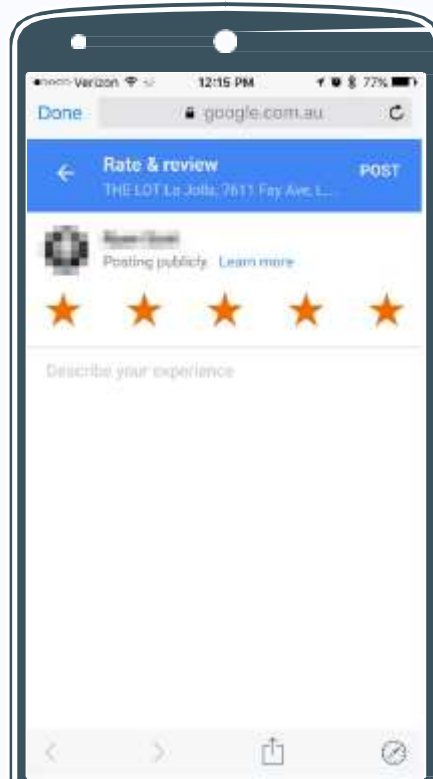 Verizon 12:15 PM 77%
Done google.com.au
Rate & review POST
THE LOT La Jolla, 7611 Fay Ave, L...
Posting publicly Learn more
Describe your experience